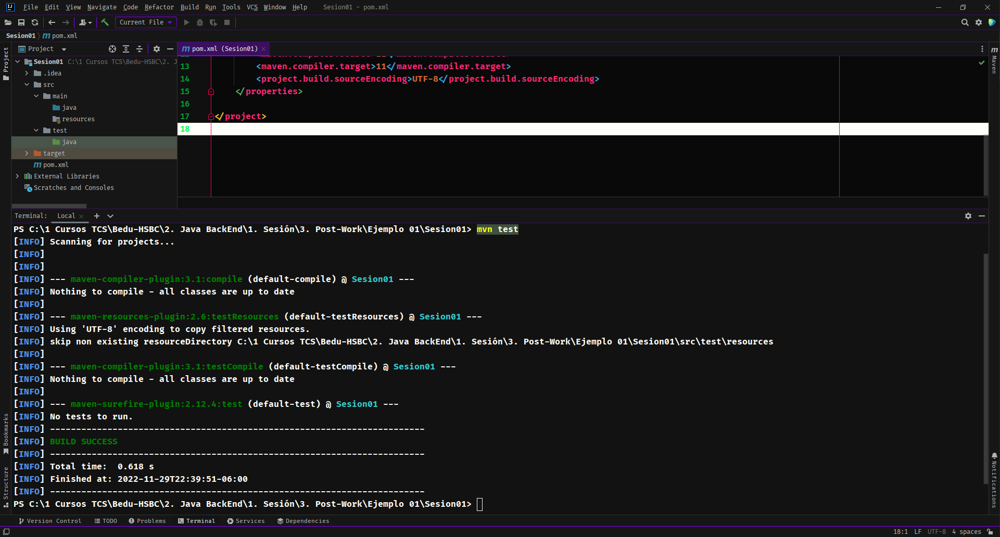 File Edit View Navigate Code Refactor Build Run Tools VCS Window Help Sesion01 - pom.xml
Current File
Sesion01 〉 m pom.xml
Project
Project
pom.xml (Sesion01)
Maven
Sesion01 C:\1 Cursos TCS\Bedu-HSBC\2. J
.idea
src
main
java
resources
test
java
target
pom.xml
External Libraries
Scratches and Consoles
13 <maven.compiler.target>11</maven.compiler.target>
14 <project.build.sourceEncoding>UTF-8</project.build.sourceEncoding>
15 </properties>
16
17 </project>
18
Terminal: Local
PS C:\1 Cursos TCS\Bedu-HSBC\2. Java BackEnd\1. Sesión\3. Post-Work\Ejemplo 01\Sesion01> mvn test
[INFO] Scanning for projects...
[INFO]
[INFO]
[INFO] --- maven-compiler-plugin:3.1:compile (default-compile) @ Sesion01 ---
[INFO] Nothing to compile - all classes are up to date
[INFO]
[INFO] --- maven-resources-plugin:2.6:testResources (default-testResources) @ Sesion01 ---
[INFO] Using 'UTF-8' encoding to copy filtered resources.
[INFO] skip non existing resourceDirectory C:\1 Cursos TCS\Bedu-HSBC\2. Java BackEnd\1. Sesión\3. Post-Work\Ejemplo 01\Sesion01\src\test\resources
[INFO]
[INFO] --- maven-compiler-plugin:3.1:testCompile (default-testCompile) @ Sesion01 ---
[INFO] Nothing to compile - all classes are up to date
[INFO]
[INFO] --- maven-surefire-plugin:2.12.4:test (default-test) @ Sesion01 ---
[INFO] No tests to run.
[INFO] ------------------------------------------------------------------------
[INFO] BUILD SUCCESS
[INFO] ------------------------------------------------------------------------
[INFO] Total time:  0.618 s
[INFO] Finished at: 2022-11-29T22:39:51-06:00
[INFO] ------------------------------------------------------------------------
PS C:\1 Cursos TCS\Bedu-HSBC\2. Java BackEnd\1. Sesión\3. Post-Work\Ejemplo 01\Sesion01>
Bookmarks
Structure
Notifications
Version Control TODO Problems Terminal Services Dependencies
18:1 LF UTF-8 4 spaces